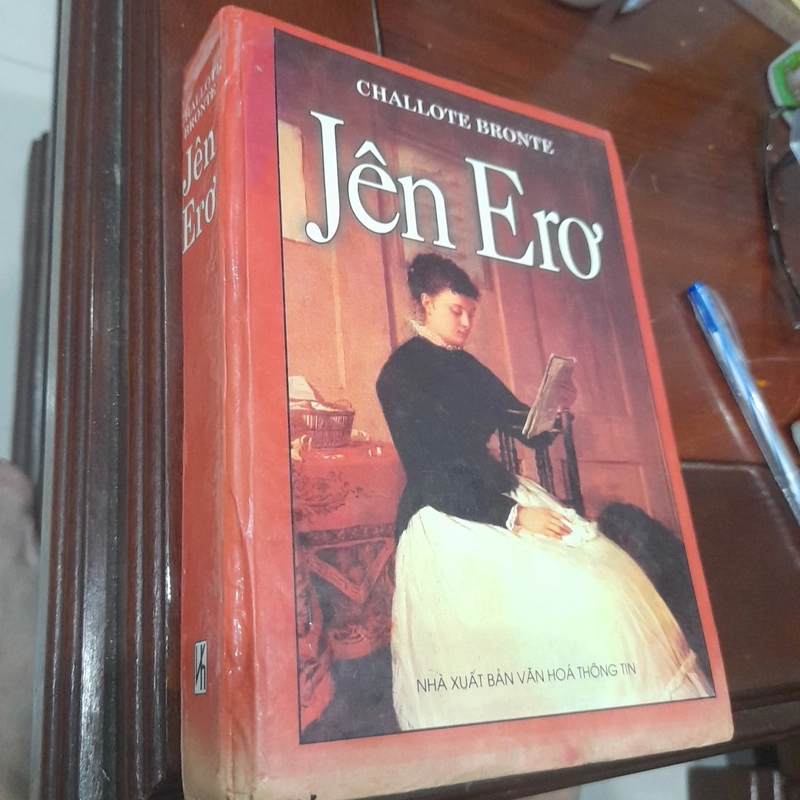 CHALLOTE BRONTE
Jên Erơ
NHÀ XUẤT BẢN VĂN HOÁ THÔNG TIN
CHALLOTE
BRONTE
Jên
Erơ